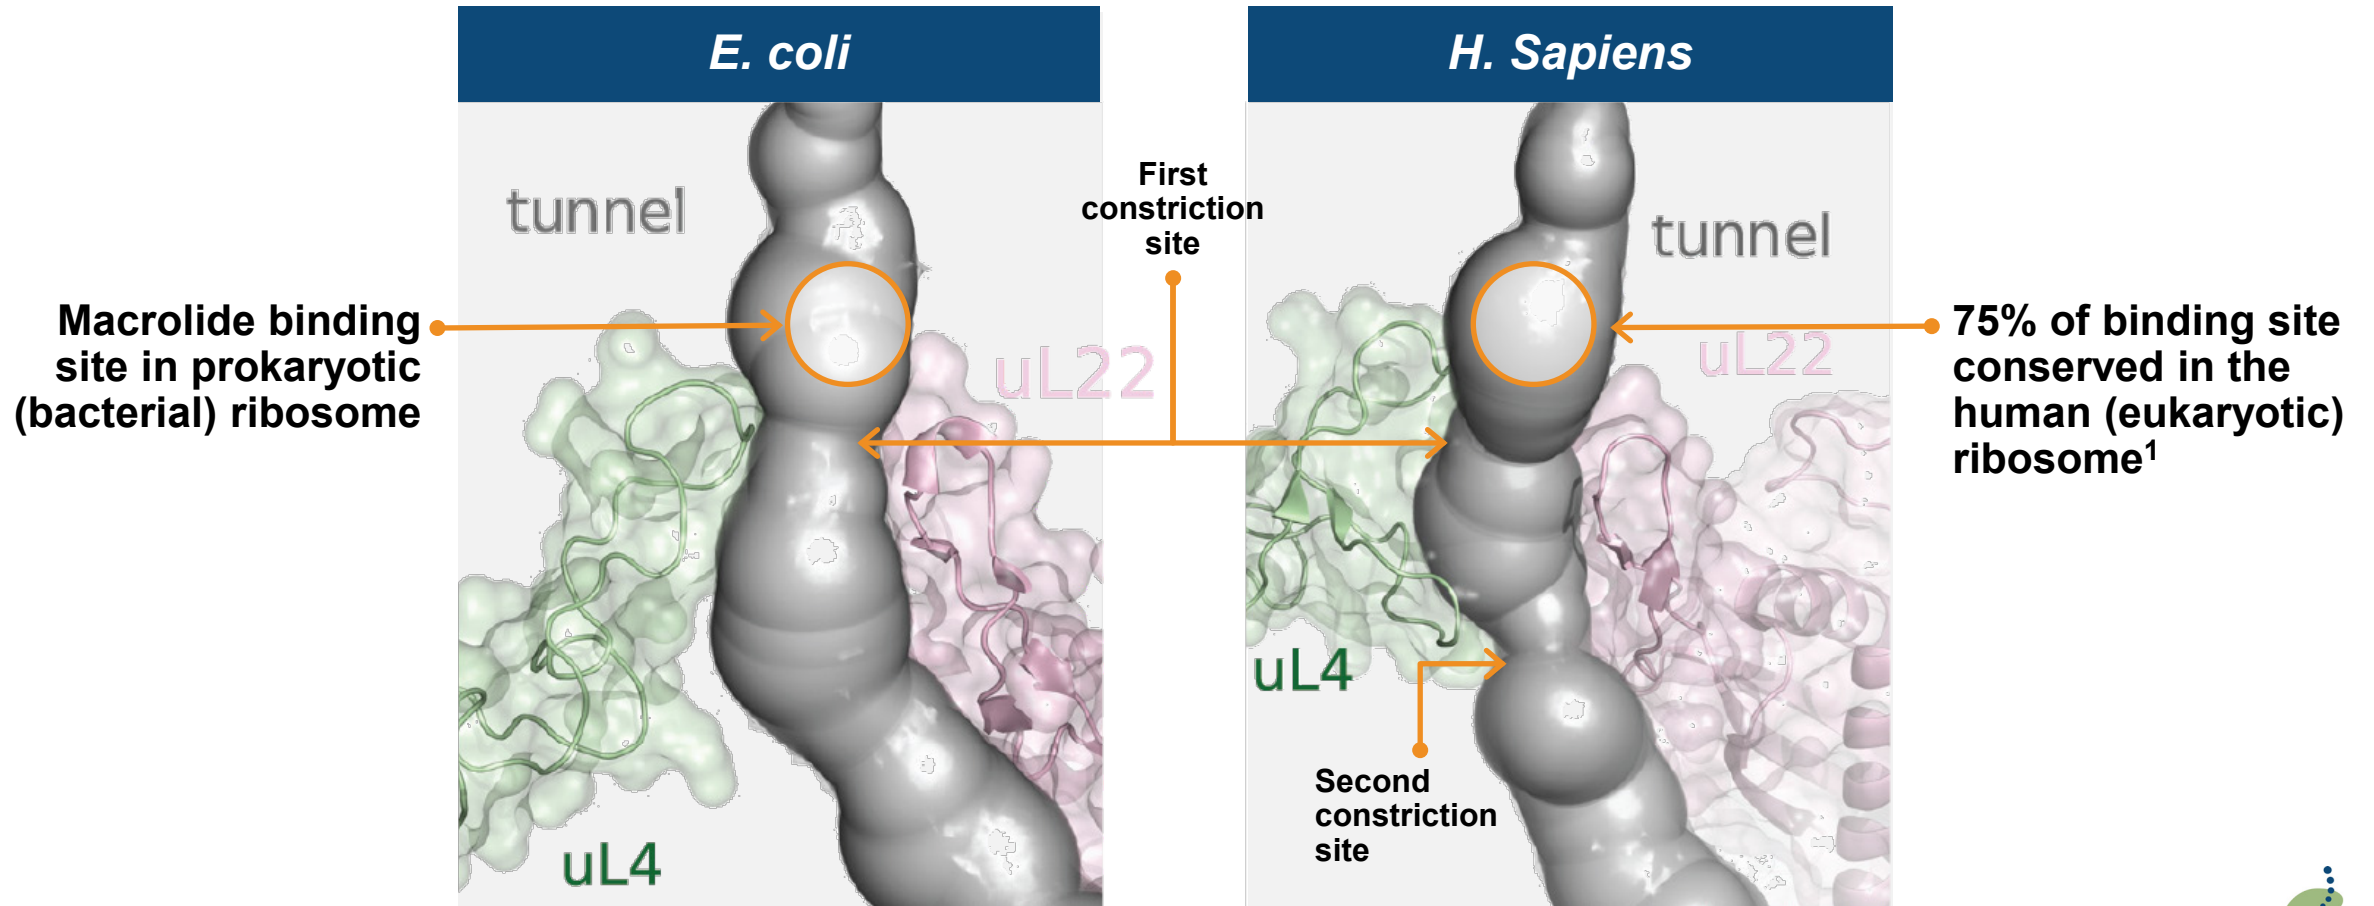 E. coli
H. Sapiens
tunnel
First
constriction
site
tunnel
Macrolide binding
site in prokaryotic
(bacterial) ribosome
uL22
uL22
75% of binding site
conserved in the
human (eukaryotic)
ribosome¹
uL4
uL4
Second
constriction
site